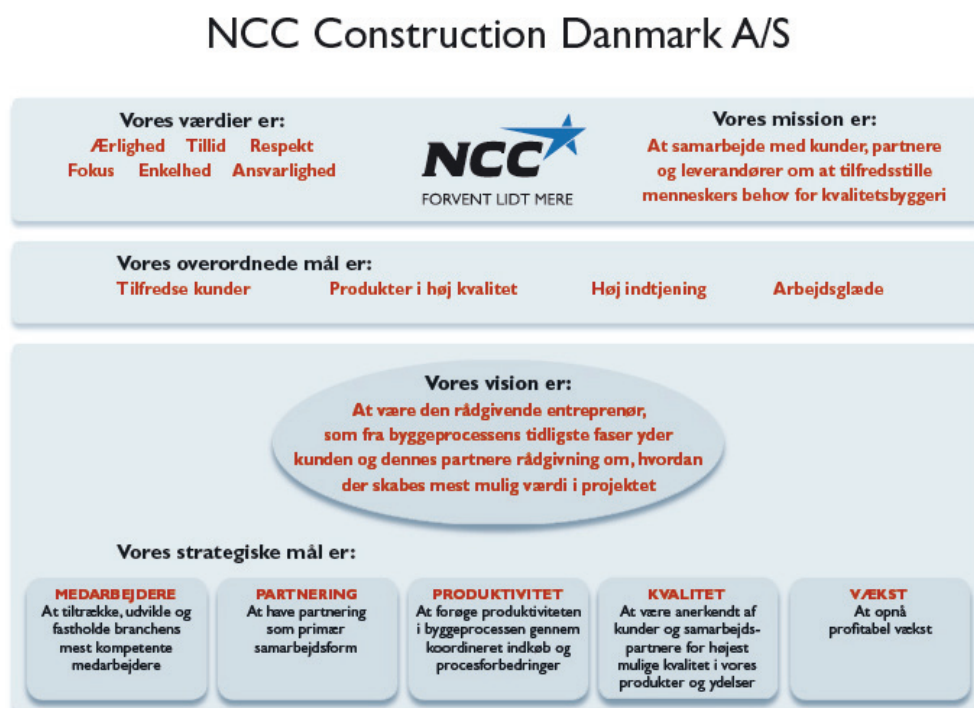 NCC Construction Danmark A/S
Vores værdier er:
Ærlighed Tillid Respekt
Fokus Enkelhed Ansvarlighed
NCC
FORVENT LIDT MERE
Vores mission er:
At samarbejde med kunder, partnere
og leverandører om at tilfredsstille
menneskers behov for kvalitetsbyggeri
Vores overordnede mål er:
Tilfredse kunder Produkter i høj kvalitet Høj indtjening Arbejdsglæde
Vores vision er:
At være den rådgivende entreprenør,
som fra byggeprocessens tidligste faser yder
kunden og dennes partnere rådgivning om, hvordan
der skabes mest mulig værdi i projektet
Vores strategiske mål er:
MEDARBEJDERE
At tiltrække, udvikle og
fastholde branchens
mest kompetente
medarbejdere
PARTNERING
At have partnering
som primær
samarbejdsform
PRODUKTIVITET
At forøge produktiviteten
i byggeprocessen gennem
koordineret indkøb og
procesforbedringer
KVALITET
At være anerkendt af
kunder og samarbejds-
partnere for højest
mulige kvalitet i vores
produkter og ydelser
VÆKST
At opnå
profitabel vækst